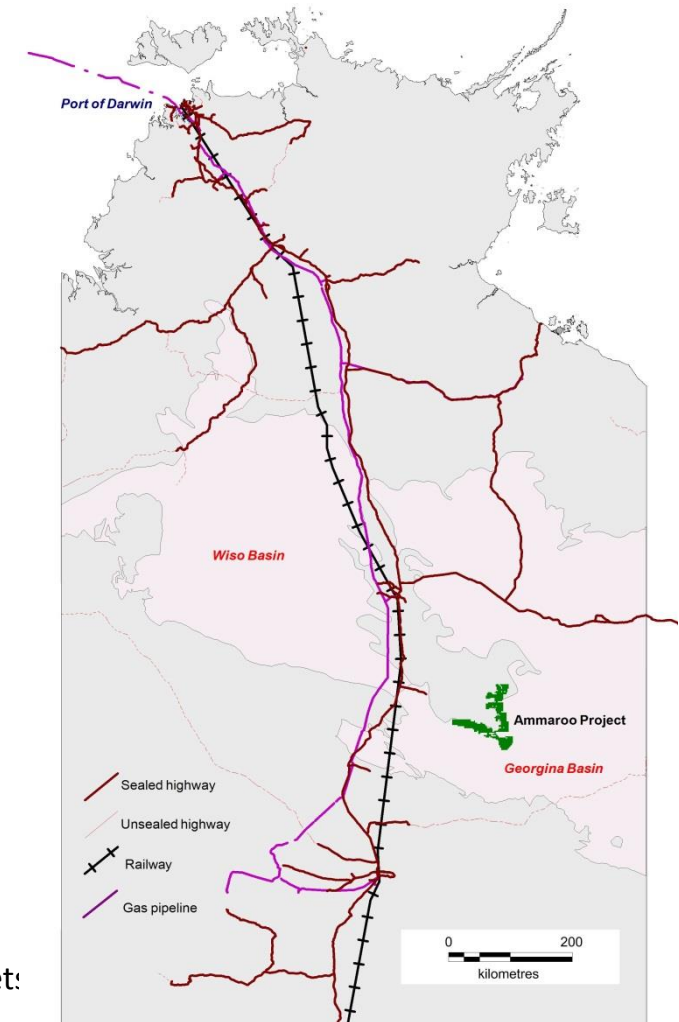 Port of Darwin
Wiso Basin
Ammaroo Project
Georgina Basin
Sealed highway
Unsealed highway
Railway
Gas pipeline
0 200
kilometres